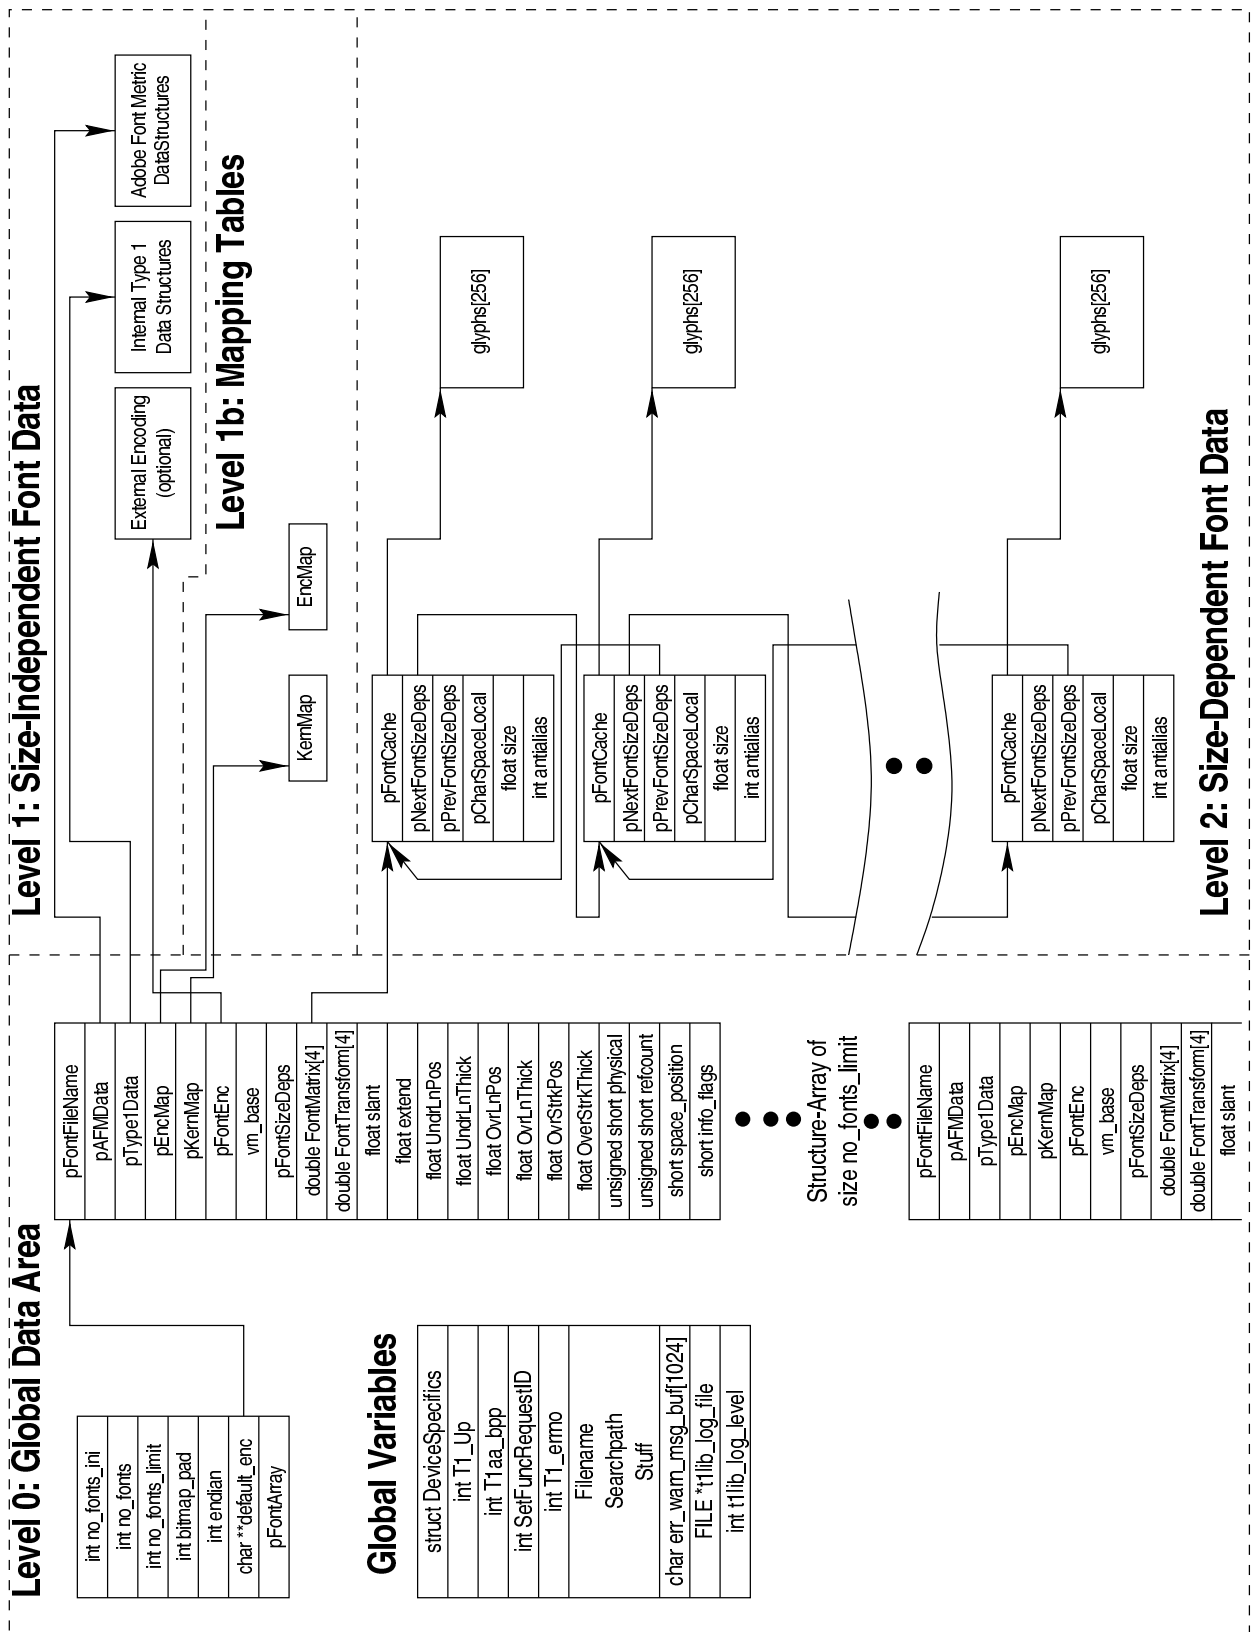 Level 0: Global Data Area
int no_fonts_ini
int no_fonts
int no_fonts_limit
int bitmap_pad
int endian
char **default_enc
pFontArray
Global Variables
struct DeviceSpecifics
int T1_Up
int T1aa_bpp
int SetFuncRequestID
int T1_errno
Filename
Searchpath
Stuff
char err_warn_msg_buf[1024]
FILE *t1lib_log_file
int t1lib_log_level
pFontFileName
pAFMData
pType1Data
pEncMap
pKernMap
pFontEnc
vm_base
pFontSizeDeps
double FontMatrix[4]
double FontTransform[4]
float slant
float extend
float UndrLnPos
float UndrLnThick
float OvrLnPos
float OvrLnThick
float OvrStrkPos
float OverStrkThick
unsigned short physical
unsigned short refcount
short space_position
short info_flags
Structure-Array of
size no_fonts_limit
pFontFileName
pAFMData
pType1Data
pEncMap
pKernMap
pFontEnc
vm_base
pFontSizeDeps
double FontMatrix[4]
double FontTransform[4]
float slant
Level 1: Size-Independent Font Data
External Encoding
(optional)
Internal Type 1
Data Structures
Adobe Font Metric
DataStructures
Level 1b: Mapping Tables
KernMap
EncMap
pFontCache
pNextFontSizeDeps
pPrevFontSizeDeps
pCharSpaceLocal
float size
int antialias
glyphs[256]
pFontCache
pNextFontSizeDeps
pPrevFontSizeDeps
pCharSpaceLocal
float size
int antialias
glyphs[256]
pFontCache
pNextFontSizeDeps
pPrevFontSizeDeps
pCharSpaceLocal
float size
int antialias
glyphs[256]
Level 2: Size-Dependent Font Data